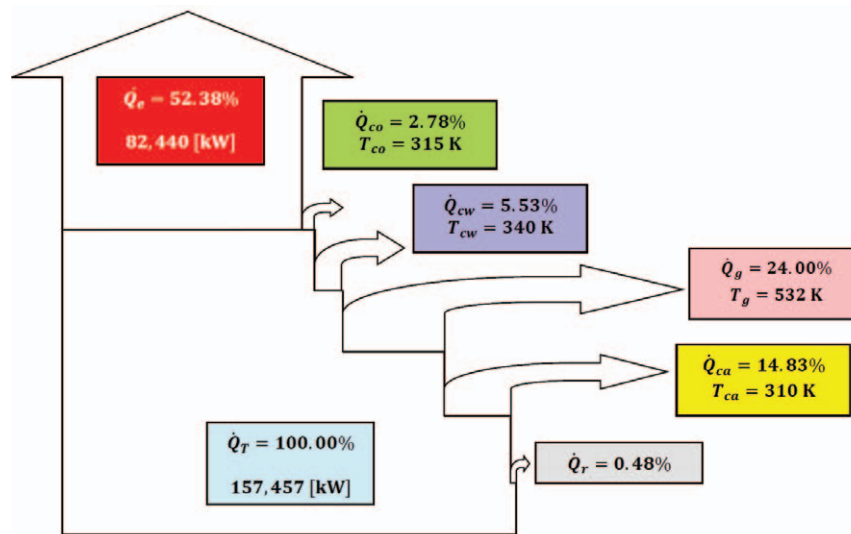 Q̇e = 52.38%
82,440 [kW]
Q̇co = 2.78%
Tco = 315 K
Q̇cw = 5.53%
Tcw = 340 K
Q̇g = 24.00%
Tg = 532 K
Q̇ca = 14.83%
Tca = 310 K
Q̇T = 100.00%
157,457 [kW]
Q̇r = 0.48%